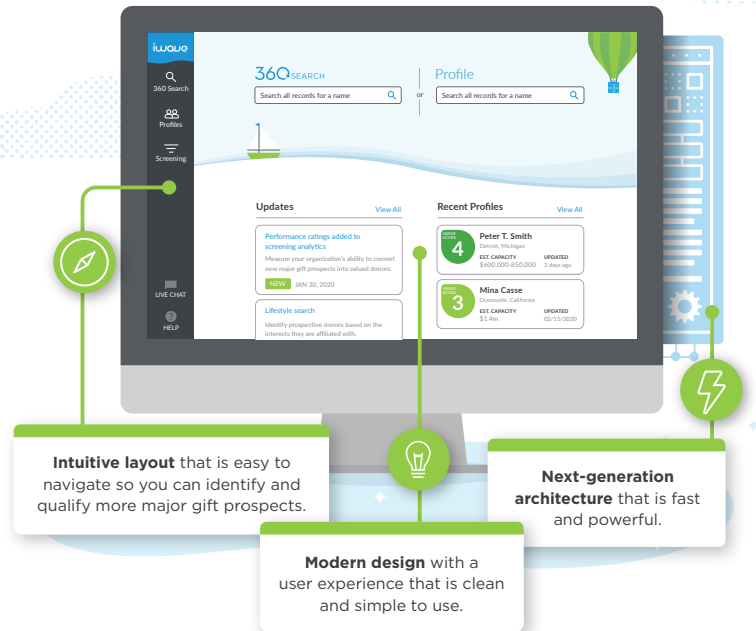 iwave
360 Search
Profiles
Screening
LIVE CHAT
HELP
360 SEARCH
Search all records for a name
or
Profile
Search all records for a name
Updates
View All
Performance ratings added to
screening analytics
Measure your organization's ability to convert
new major gift prospects into valued donors.
NEW JAN 30, 2020
Lifestyle search
Identify prospective donors based on the
interests they are affiliated with.
Recent Profiles
View All
IWAVE
SCORE
4
Peter T. Smith
Detroit, Michigan
EST. CAPACITY UPDATED
$600,000-850,000 3 days ago
IWAVE
SCORE
3
Mina Casse
Oceanside, California
EST. CAPACITY UPDATED
$1.4m 02/15/2020
Intuitive layout that is easy to
navigate so you can identify and
qualify more major gift prospects.
Modern design with a
user experience that is clean
and simple to use.
Next-generation
architecture that is fast
and powerful.